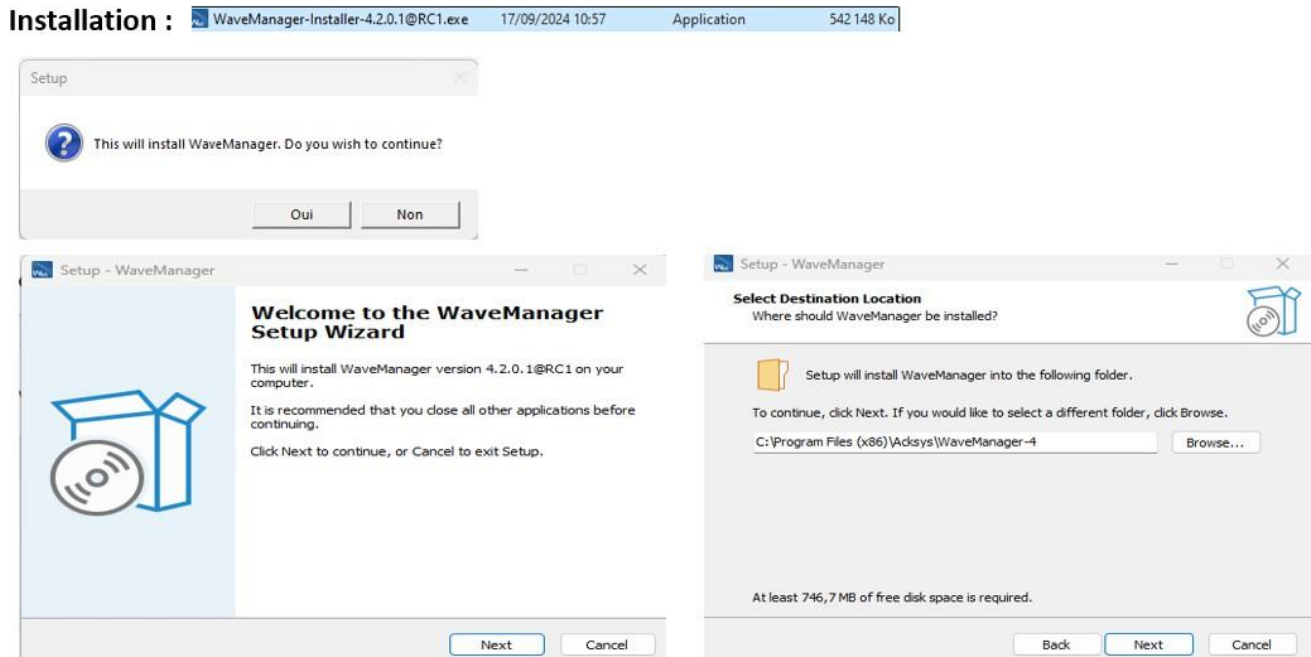 Installation :
WaveManager-Installer-4.2.0.1@RC1.exe 17/09/2024 10:57 Application 542 148 Ko
Setup
This will install WaveManager. Do you wish to continue?
Oui Non
Setup - WaveManager
Welcome to the WaveManager
Setup Wizard
This will install WaveManager version 4.2.0.1@RC1 on your
computer.
It is recommended that you close all other applications before
continuing.
Click Next to continue, or Cancel to exit Setup.
Next Cancel
Setup - WaveManager
Select Destination Location
Where should WaveManager be installed?
Setup will install WaveManager into the following folder.
To continue, click Next. If you would like to select a different folder, click Browse.
C:\Program Files (x86)\Acksys\WaveManager-4 Browse...
At least 746,7 MB of free disk space is required.
Back Next Cancel